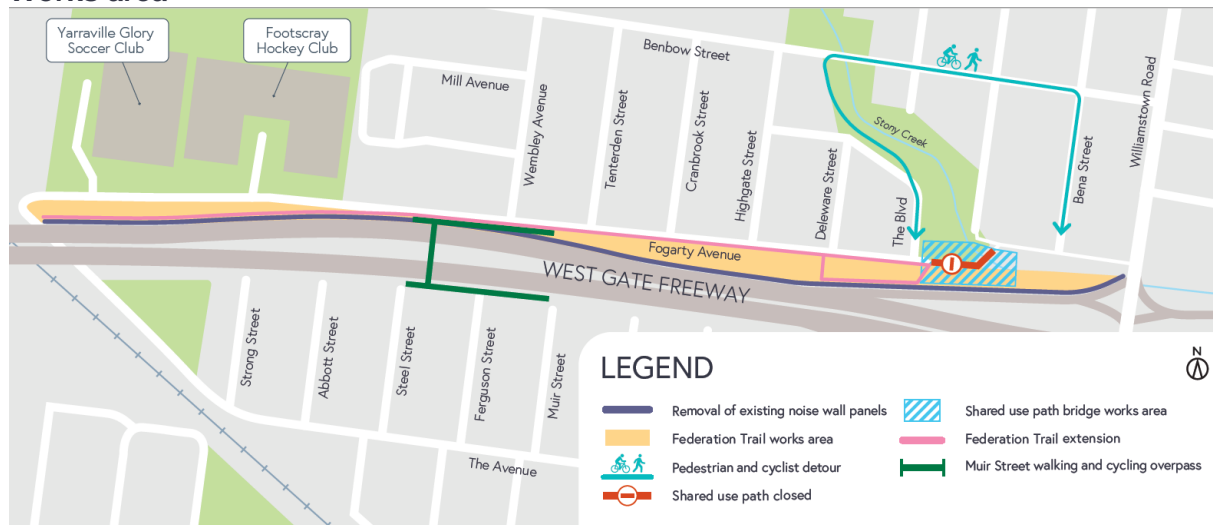 Works area
Yarraville Glory
Soccer Club
Footscray
Hockey Club
Benbow Street
Mill Avenue
Wembley Avenue
Tenterden Street
Cranbrook Street
Highgate Street
Deleware Street
The Blvd
Stony Creek
Bena Street
Williamstown Road
Fogarty Avenue
WEST GATE FREEWAY
Strong Street
Abbott Street
Steel Street
Ferguson Street
Muir Street
The Avenue
N
LEGEND
Removal of existing noise wall panels
Federation Trail works area
Pedestrian and cyclist detour
Shared use path closed
Shared use path bridge works area
Federation Trail extension
Muir Street walking and cycling overpass